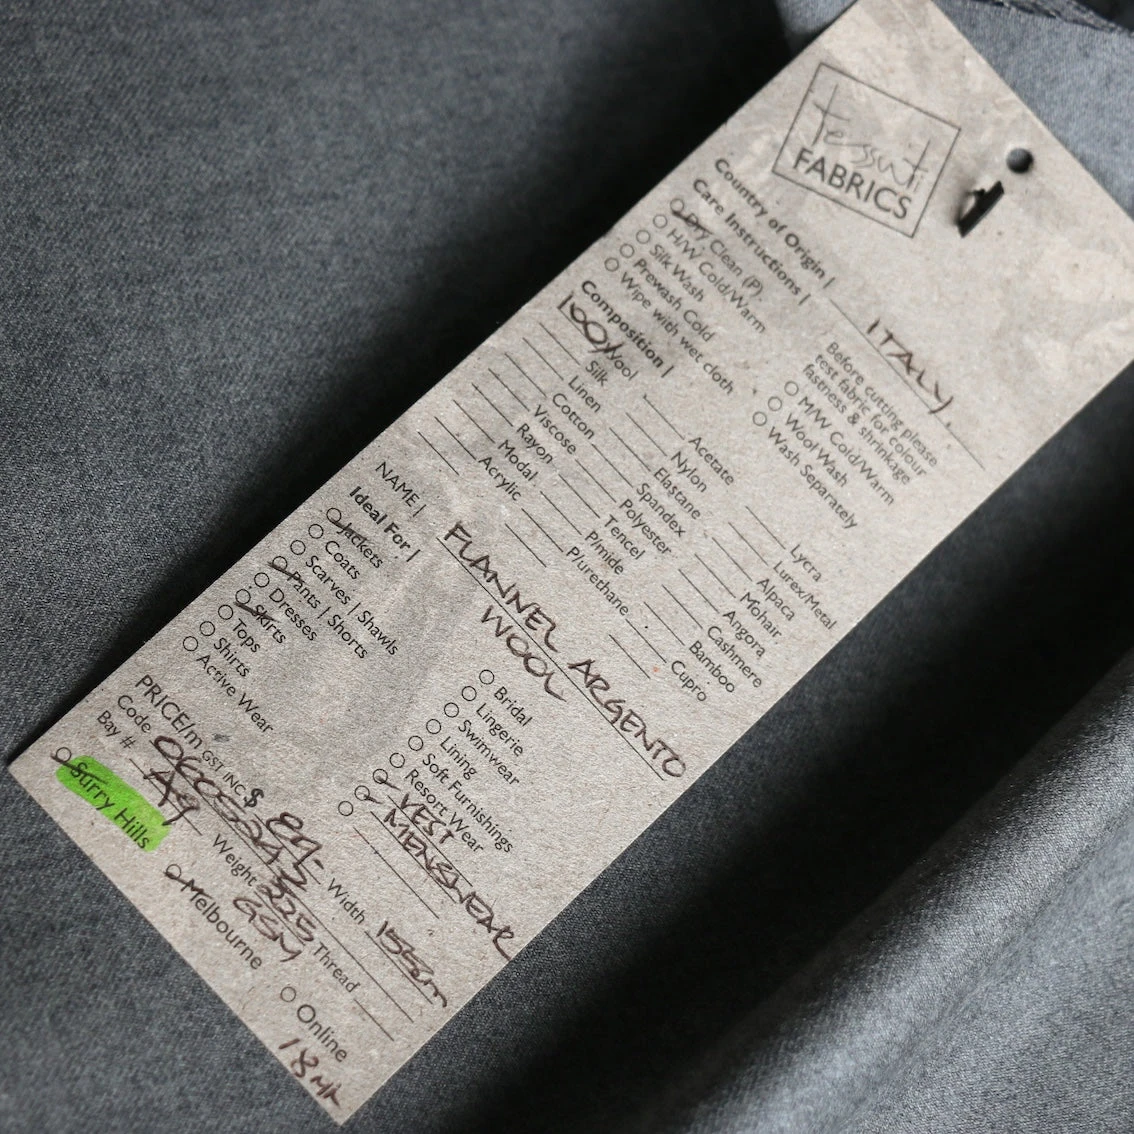 tessuti
FABRICS
Country of Origin | ITALY.
Care Instructions |
Dry Clean (P).
H/W Cold/Warm
Silk Wash
Prewash Cold
Wipe with wet cloth
Before cutting please
test fabric for colour
fastness & shrinkage
M/W Cold/Warm
Wool Wash
Wash Separately
Composition |
100% Wool
Silk
Linen
Cotton
Viscose
Rayon
Modal
Acrylic
Acetate
Nylon
Elastane
Spandex
Polyester
Tencel
P/mide
P/urethane
Lycra
Lurex/Metal
Alpaca
Mohair
Angora
Cashmere
Bamboo
Cupro
NAME | FLANNEL ARGENTO
WOOL
Ideal For |
Jackets
Coats
Scarves | Shawls
Pants | Shorts
Dresses
Skirts
Tops
Shirts
Active Wear
Bridal
Lingerie
Swimwear
Lining
Soft Furnishings
Resort Wear
VEST
MENSWEAR
PRICE/m GST INC $ 89-
Width 155cm
Code
Weight 325
GSM
Thread
Bay # A9
Surry Hills
Melbourne
Online